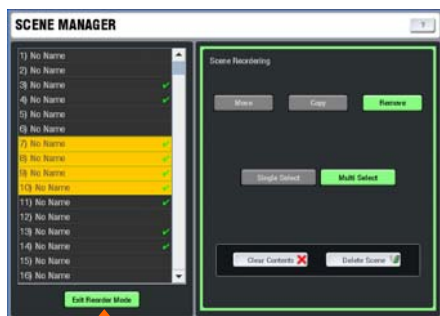 SCENE MANAGER
?
1) No Name
2) No Name
3) No Name
4) No Name
5) No Name
6) No Name
7) No Name
8) No Name
9) No Name
10) No Name
11) No Name
12) No Name
13) No Name
14) No Name
15) No Name
16) No Name
Exit Reorder Mode
Scene Reordering
Move
Copy
Remove
Single Select
Multi Select
Clear Contents
Delete Scene